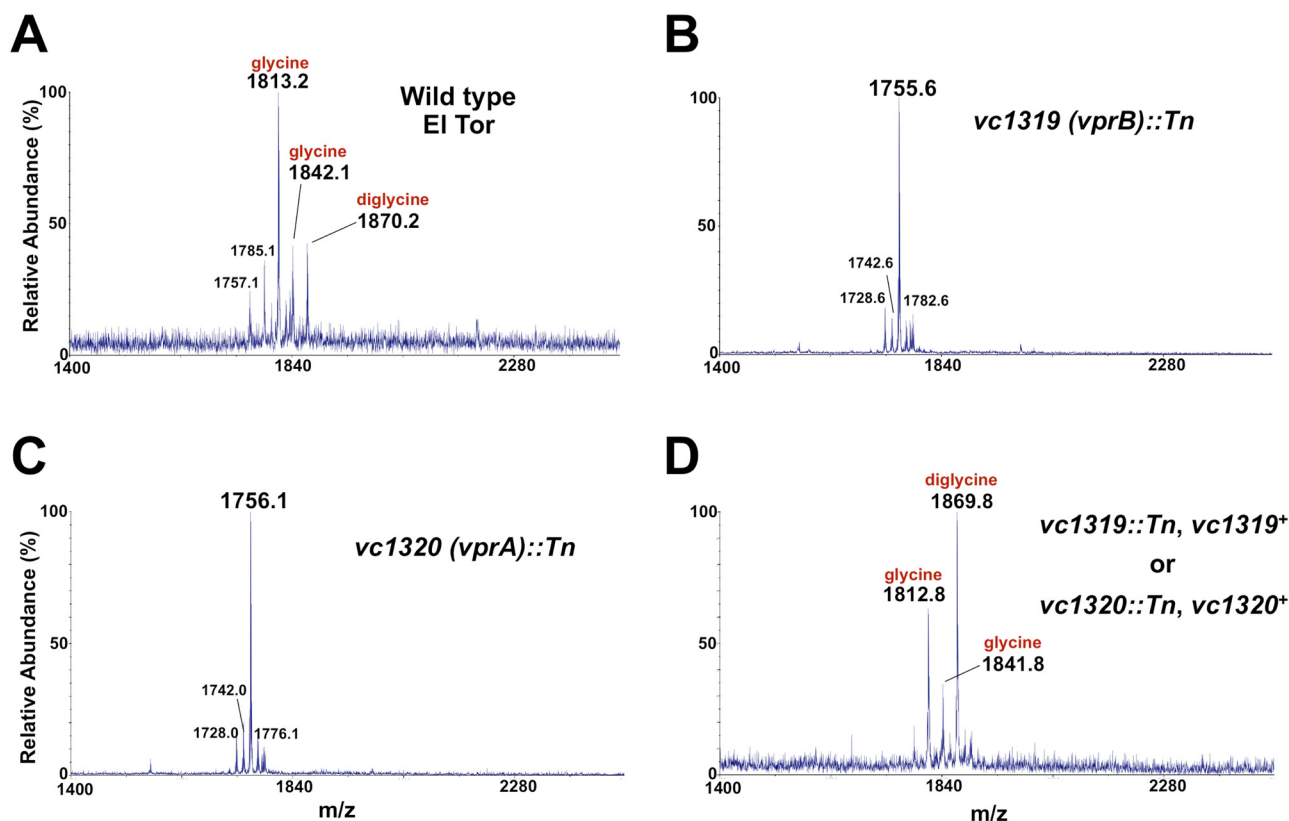 A
glycine
1813.2
Wild type
El Tor
glycine
1842.1
diglycine
1870.2
1785.1
1757.1
Relative Abundance (%)
100
50
0
1400
1840
2280
B
1755.6
vc1319 (vprB)::Tn
1742.6
1728.6
1782.6
100
50
0
1400
1840
2280
C
1756.1
vc1320 (vprA)::Tn
1742.0
1728.0
1776.1
Relative Abundance (%)
100
50
0
1400
1840
2280
m/z
D
diglycine
1869.8
vc1319::Tn, vc1319+
or
vc1320::Tn, vc1320+
glycine
1812.8
glycine
1841.8
100
50
0
1400
1840
2280
m/z